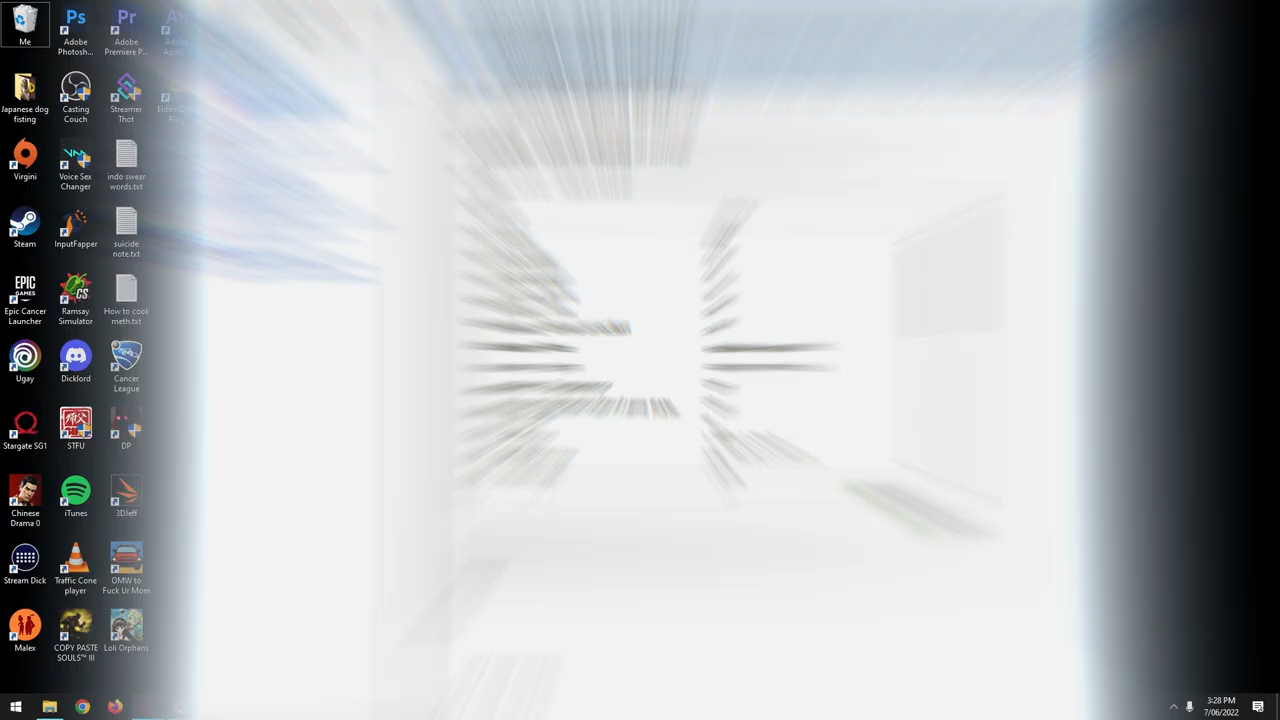 Me
Adobe
Photosh...
Adobe
Premiere P...
Adobe
Japanese dog
fisting
Casting
Couch
Streamer
Thot
Ring
Virgini
Voice Sex
Changer
indo swear
words.txt
Steam
InputFapper
suicide
note.txt
EPIC
GAMES
Epic Cancer
Launcher
CS
Ramsay
Simulator
How to cook
meth.txt
Ugay
Dicklord
Cancer
League
Stargate SG1
STFU
DP
Chinese
Drama 0
iTunes
3DJeff
Stream Dick
Traffic Cone
player
OMW to
Fuck Ur Mom
Malex
COPY PASTE
SOULS™ III
Loli Orphans
3:28 PM
7/06/2022